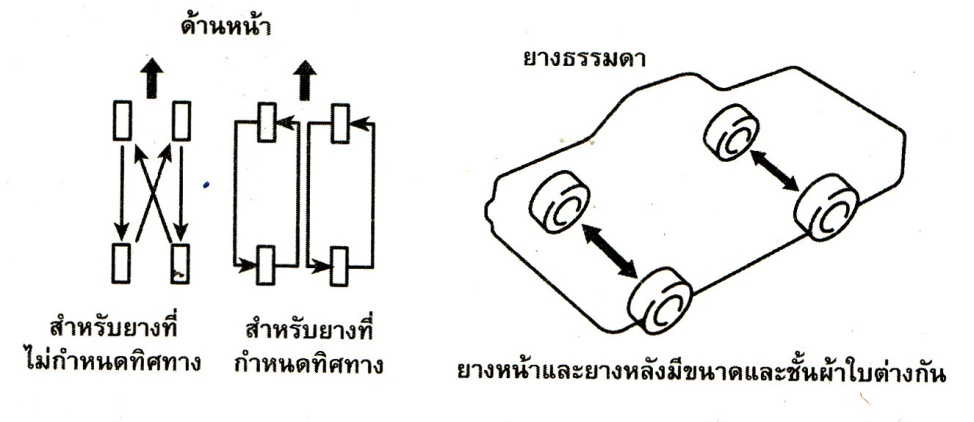 ด้านหน้า
สำหรับยางที่
ไม่กำหนดทิศทาง
สำหรับยางที่
กำหนดทิศทาง
ยางธรรมดา
ยางหน้าและยางหลังมีขนาดและชั้นผ้าใบต่างกัน